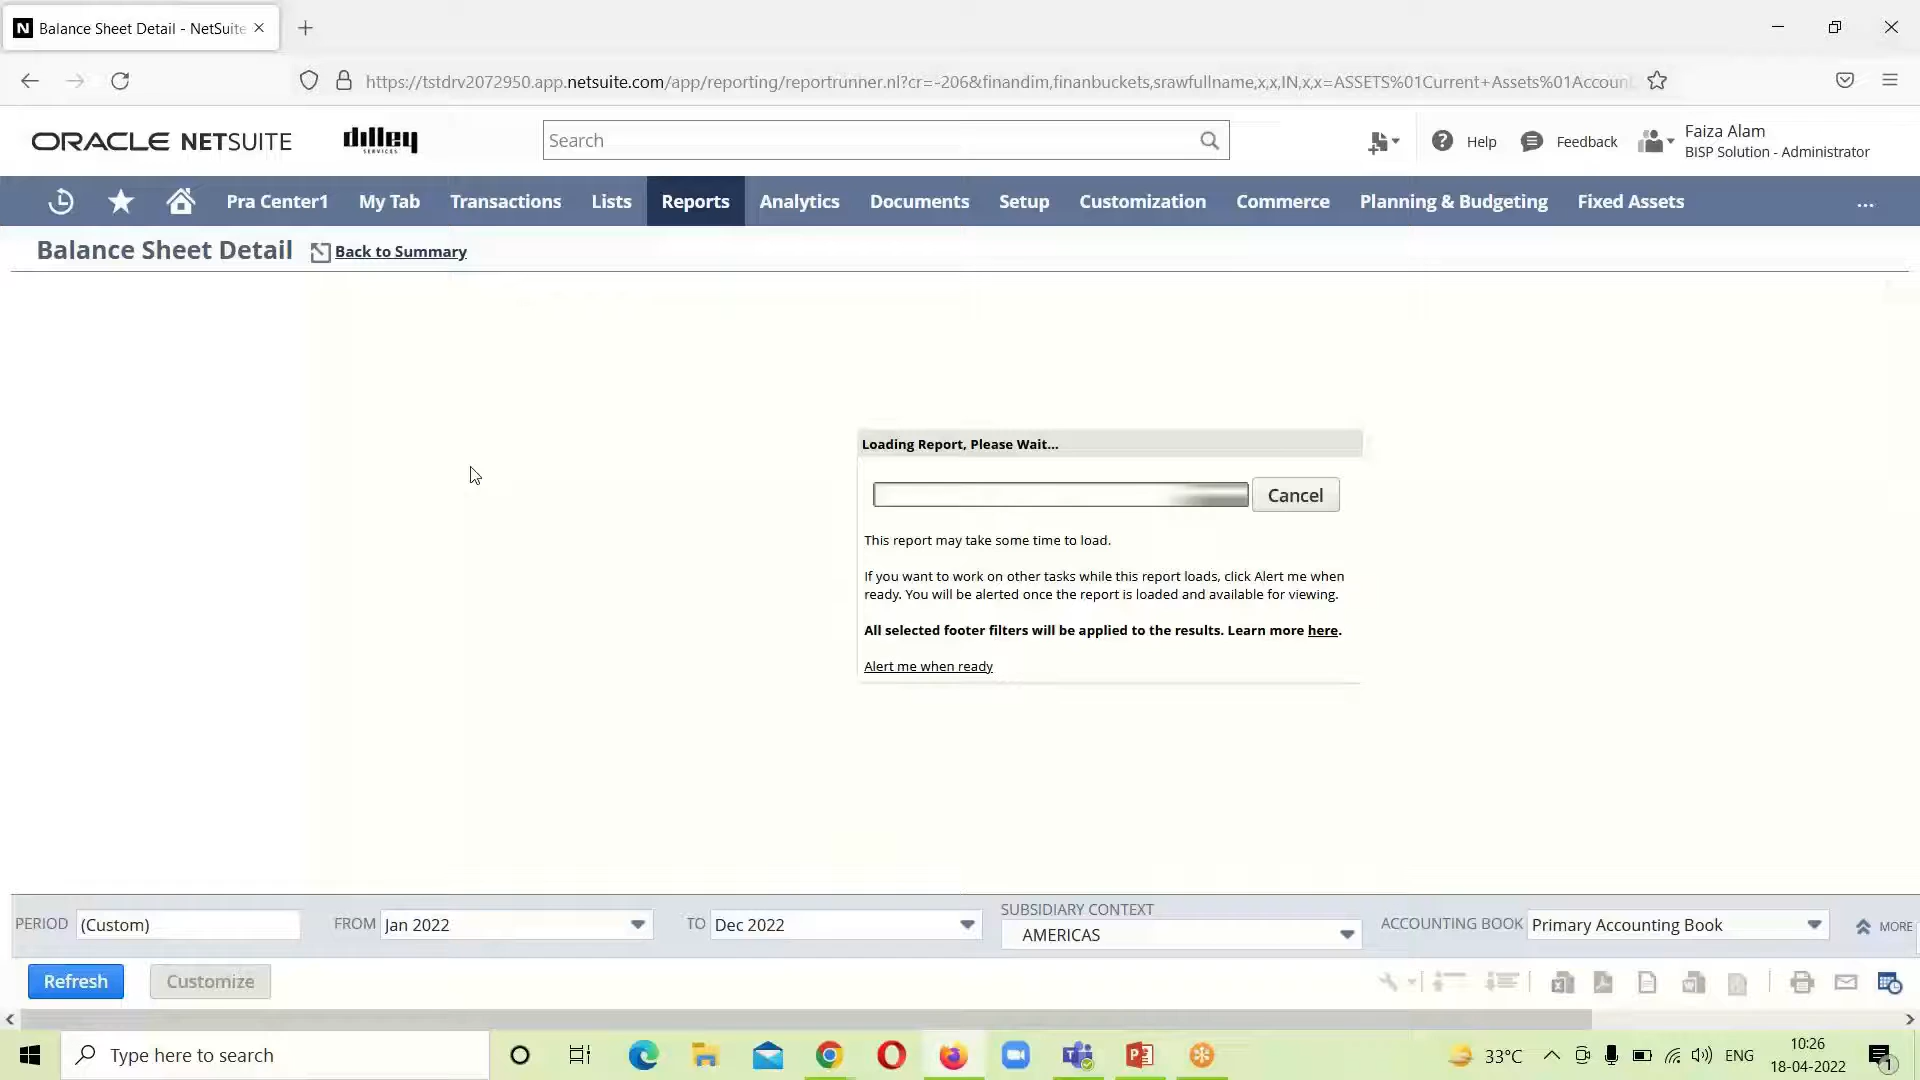 Balance Sheet Detail - NetSuite
https://tstdrv2072950.app.netsuite.com/app/reporting/reportrunner.nl?cr=-206&finandim,finanbuckets,srawfullname,x,x,IN,x,x=ASSETS%01Current+Assets%01Accoun
ORACLE NETSUITE
dilley
SERVICES
Search
Help
Feedback
Faiza Alam
BISP Solution - Administrator
Pra Center1 My Tab Transactions Lists Reports Analytics Documents Setup Customization Commerce Planning & Budgeting Fixed Assets ...
Balance Sheet Detail Back to Summary
Loading Report, Please Wait...
Cancel
This report may take some time to load.
If you want to work on other tasks while this report loads, click Alert me when
ready. You will be alerted once the report is loaded and available for viewing.
All selected footer filters will be applied to the results. Learn more here.
Alert me when ready
PERIOD (Custom) FROM Jan 2022 TO Dec 2022
SUBSIDIARY CONTEXT
AMERICAS
ACCOUNTING BOOK Primary Accounting Book MORE
Refresh Customize
Type here to search
33°C
ENG
10:26
18-04-2022
1